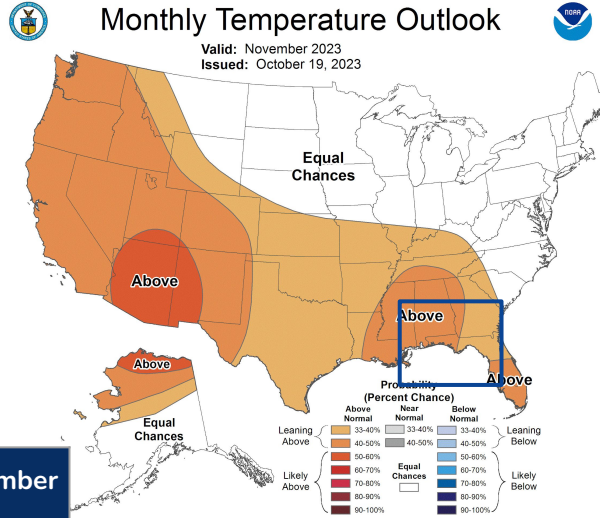 Monthly Temperature Outlook
NOAA
Valid: November 2023
Issued: October 19, 2023
Equal
Chances
Above
Above
Above
Above
Equal
Chances
Probability
(Percent Chance)
Above
Normal
Near
Normal
Below
Normal
Leaning
Above
33-40%
33-40%
33-40%
Leaning
Below
40-50%
40-50%
40-50%
Likely
Above
50-60%
Equal
Chances
50-60%
Likely
Below
60-70%
60-70%
70-80%
70-80%
80-90%
80-90%
90-100%
90-100%
mber